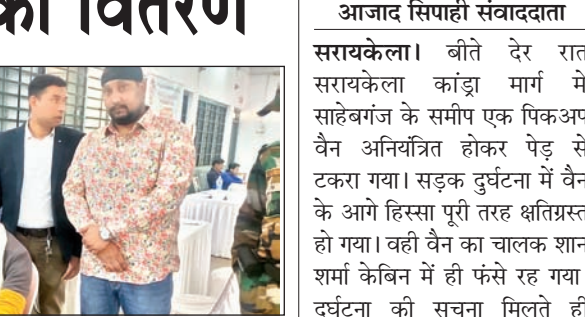 का वितरण
आजाद सिपाही संवाददाता
सरायकेला। बीते देर रात
सरायकेला कांड्रा मार्ग मे
साहेबगंज के समीप एक पिकअप
वैन अनियंत्रित होकर पेड़ से
टकरा गया। सड़क दुर्घटना में वैन
के आगे हिस्सा पूरी तरह क्षतिग्रस्त
हो गया। वही वैन का चालक शान
शर्मा केबिन में ही फंसे रह गया
दुर्घटना की सूचना मिलते ही